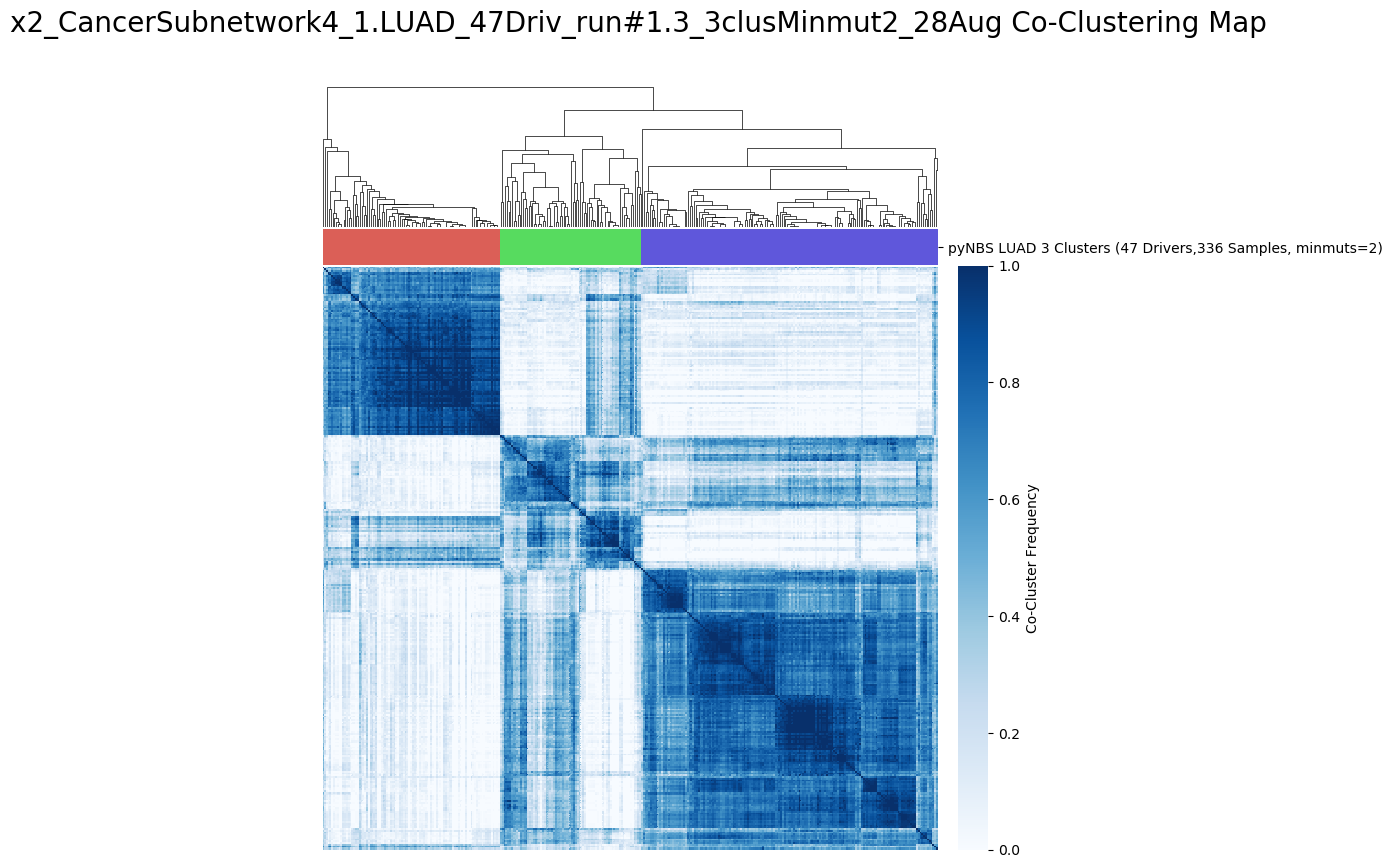 x2_CancerSubnetwork4_1.LUAD_47Driv_run#1.3_3clusMinmut2_28Aug Co-Clustering Map
pyNBS LUAD 3 Clusters (47 Drivers,336 Samples, minmuts=2)
1.0
0.8
0.6
0.4
0.2
0.0
Co-Cluster Frequency